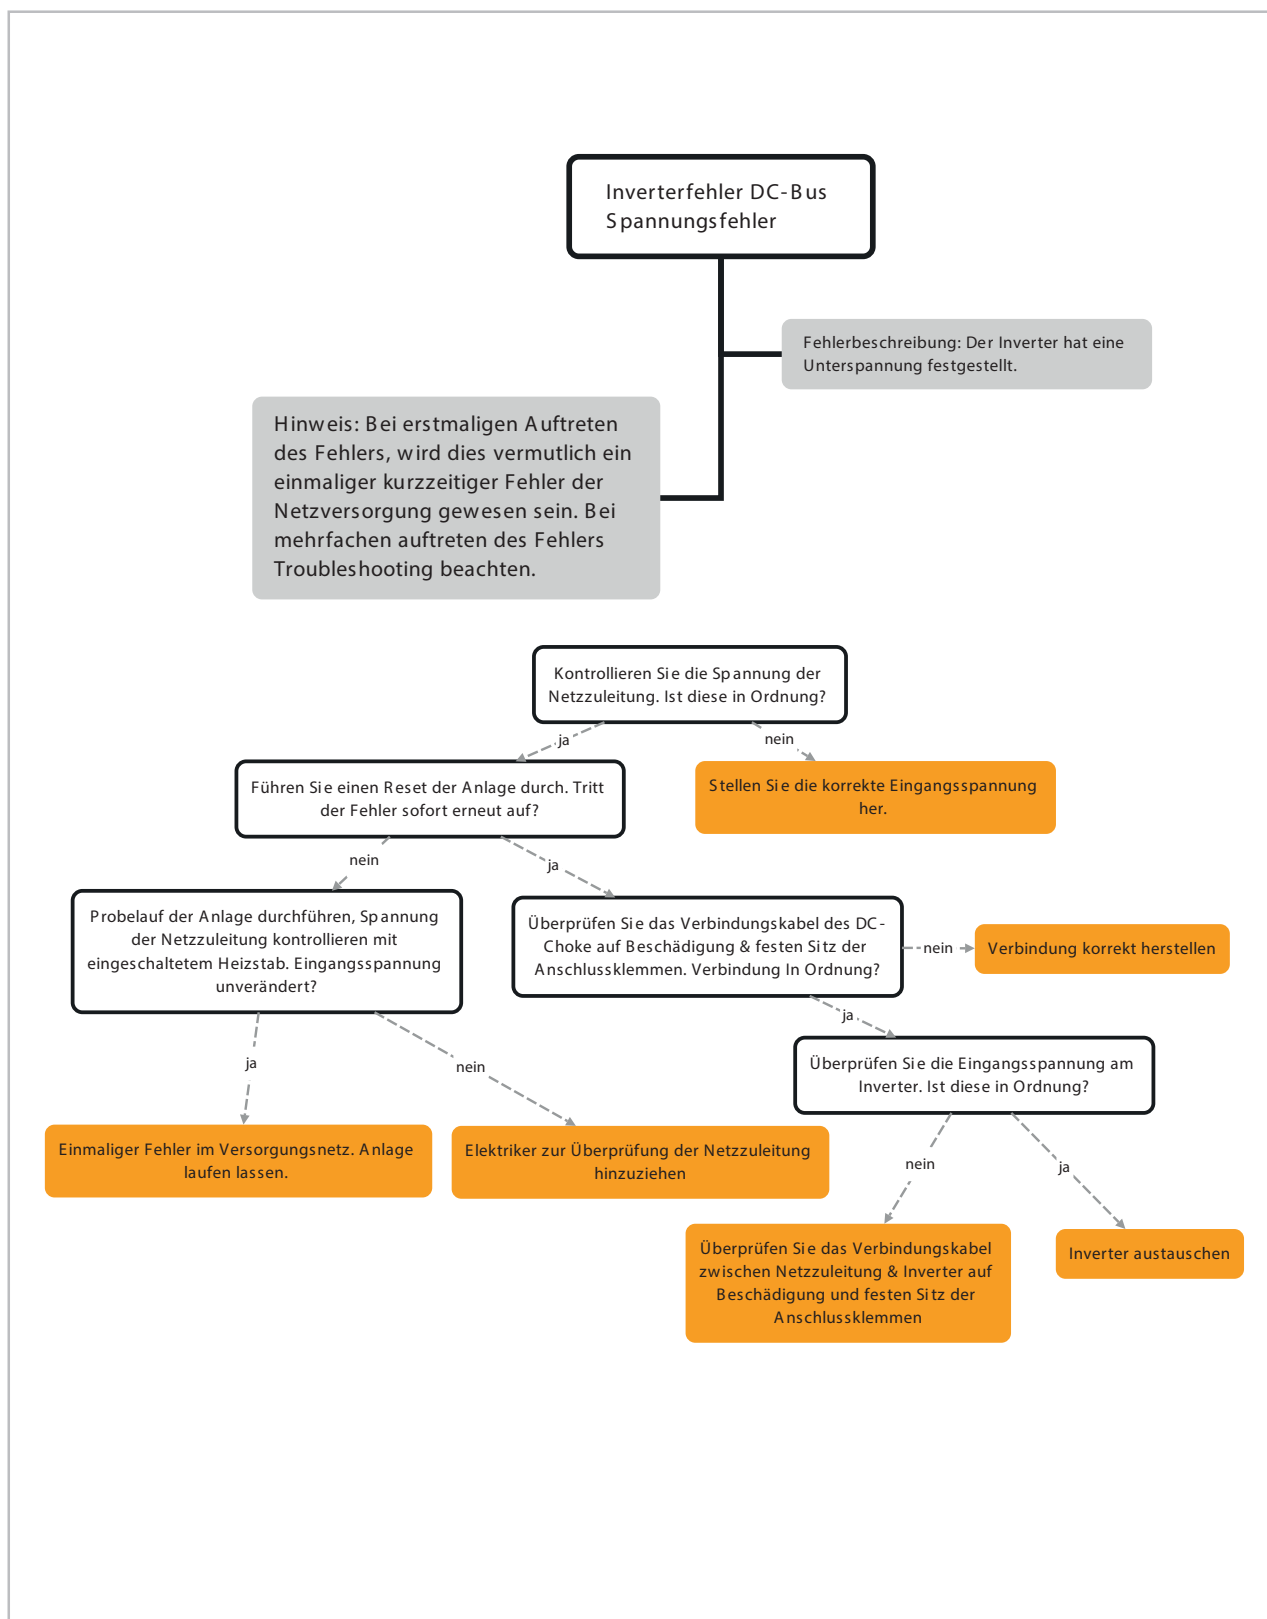 Inverterfehler DC-Bus
Spannungsfehler
Fehlerbeschreibung: Der Inverter hat eine
Unterspannung festgestellt.
Hinweis: Bei erstmaligen Auftreten
des Fehlers, wird dies vermutlich ein
einmaliger kurzzeitiger Fehler der
Netzversorgung gewesen sein. Bei
mehrfachen auftreten des Fehlers
Troubleshooting beachten.
Kontrollieren Sie die Spannung der
Netzzuleitung. Ist diese in Ordnung?
ja
nein
Führen Sie einen Reset der Anlage durch. Tritt
der Fehler sofort erneut auf?
Stellen Sie die korrekte Eingangsspannung
her.
nein
ja
Probelauf der Anlage durchführen, Spannung
der Netzzuleitung kontrollieren mit
eingeschaltetem Heizstab. Eingangsspannung
unverändert?
Überprüfen Sie das Verbindungskabel des DC-
Choke auf Beschädigung & festen Sitz der
Anschlussklemmen. Verbindung In Ordnung?
nein
Verbindung korrekt herstellen
ja
ja
nein
Überprüfen Sie die Eingangsspannung am
Inverter. Ist diese in Ordnung?
Einmaliger Fehler im Versorgungsnetz. Anlage
laufen lassen.
Elektriker zur Überprüfung der Netzzuleitung
hinzuziehen
nein
ja
Überprüfen Sie das Verbindungskabel
zwischen Netzzuleitung & Inverter auf
Beschädigung und festen Sitz der
Anschlussklemmen
Inverter austauschen